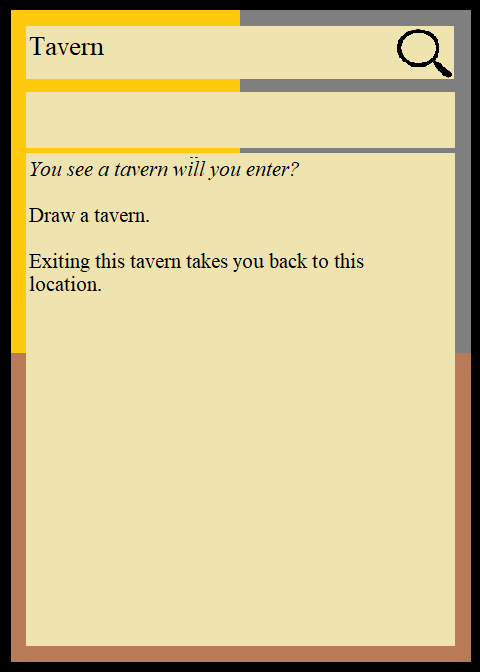 Tavern
You see a tavern will you enter?
Draw a tavern.
Exiting this tavern takes you back to this
location.